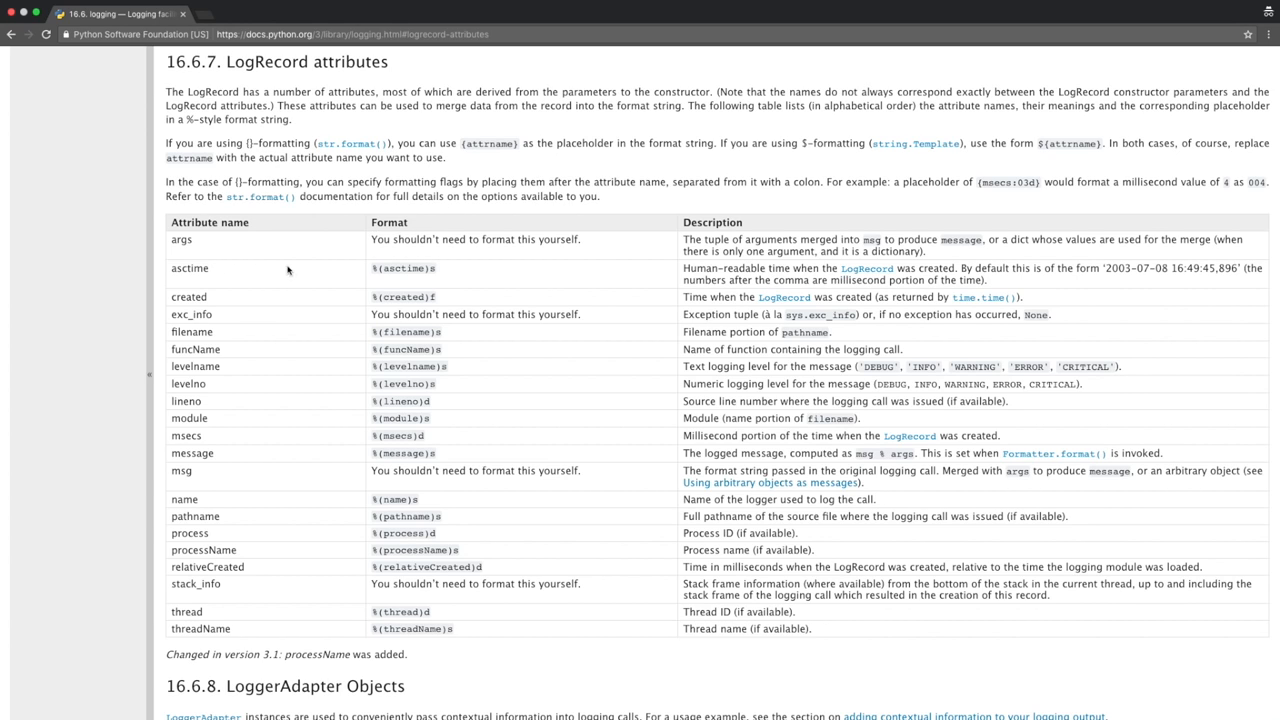 16.6. logging — Logging faci
Python Software Foundation [US]
https://docs.python.org/3/library/logging.html#logrecord-attributes
16.6.7. LogRecord attributes
The LogRecord has a number of attributes, most of which are derived from the parameters to the constructor. (Note that the names do not always correspond exactly between the LogRecord constructor parameters and the
LogRecord attributes.) These attributes can be used to merge data from the record into the format string. The following table lists (in alphabetical order) the attribute names, their meanings and the corresponding placeholder
in a %-style format string.
If you are using {}-formatting (str.format()), you can use {attrname} as the placeholder in the format string. If you are using $-formatting (string.Template), use the form ${attrname}. In both cases, of course, replace
attrname with the actual attribute name you want to use.
In the case of {}-formatting, you can specify formatting flags by placing them after the attribute name, separated from it with a colon. For example: a placeholder of {msecs:03d} would format a millisecond value of 4 as 004.
Refer to the str.format() documentation for full details on the options available to you.
Attribute name Format Description
args You shouldn't need to format this yourself. The tuple of arguments merged into msg to produce message, or a dict whose values are used for the merge (when
there is only one argument, and it is a dictionary).
asctime %(asctime)s Human-readable time when the LogRecord was created. By default this is of the form '2003-07-08 16:49:45,896' (the
numbers after the comma are millisecond portion of the time).
created %(created)f Time when the LogRecord was created (as returned by time.time()).
exc_info You shouldn't need to format this yourself. Exception tuple (à la sys.exc_info) or, if no exception has occurred, None.
filename %(filename)s Filename portion of pathname.
funcName %(funcName)s Name of function containing the logging call.
levelname %(levelname)s Text logging level for the message ('DEBUG', 'INFO', 'WARNING', 'ERROR', 'CRITICAL').
levelno %(levelno)s Numeric logging level for the message (DEBUG, INFO, WARNING, ERROR, CRITICAL).
lineno %(lineno)d Source line number where the logging call was issued (if available).
module %(module)s Module (name portion of filename).
msecs %(msecs)d Millisecond portion of the time when the LogRecord was created.
message %(message)s The logged message, computed as msg % args. This is set when Formatter.format() is invoked.
msg You shouldn't need to format this yourself. The format string passed in the original logging call. Merged with args to produce message, or an arbitrary object (see
Using arbitrary objects as messages).
name %(name)s Name of the logger used to log the call.
pathname %(pathname)s Full pathname of the source file where the logging call was issued (if available).
process %(process)d Process ID (if available).
processName %(processName)s Process name (if available).
relativeCreated %(relativeCreated)d Time in milliseconds when the LogRecord was created, relative to the time the logging module was loaded.
stack_info You shouldn't need to format this yourself. Stack frame information (where available) from the bottom of the stack in the current thread, up to and including the
stack frame of the logging call which resulted in the creation of this record.
thread %(thread)d Thread ID (if available).
threadName %(threadName)s Thread name (if available).
Changed in version 3.1: processName was added.
16.6.8. LoggerAdapter Objects
LoggerAdapter instances are used to conveniently pass contextual information into logging calls. For a usage example, see the section on adding contextual information to your logging output.